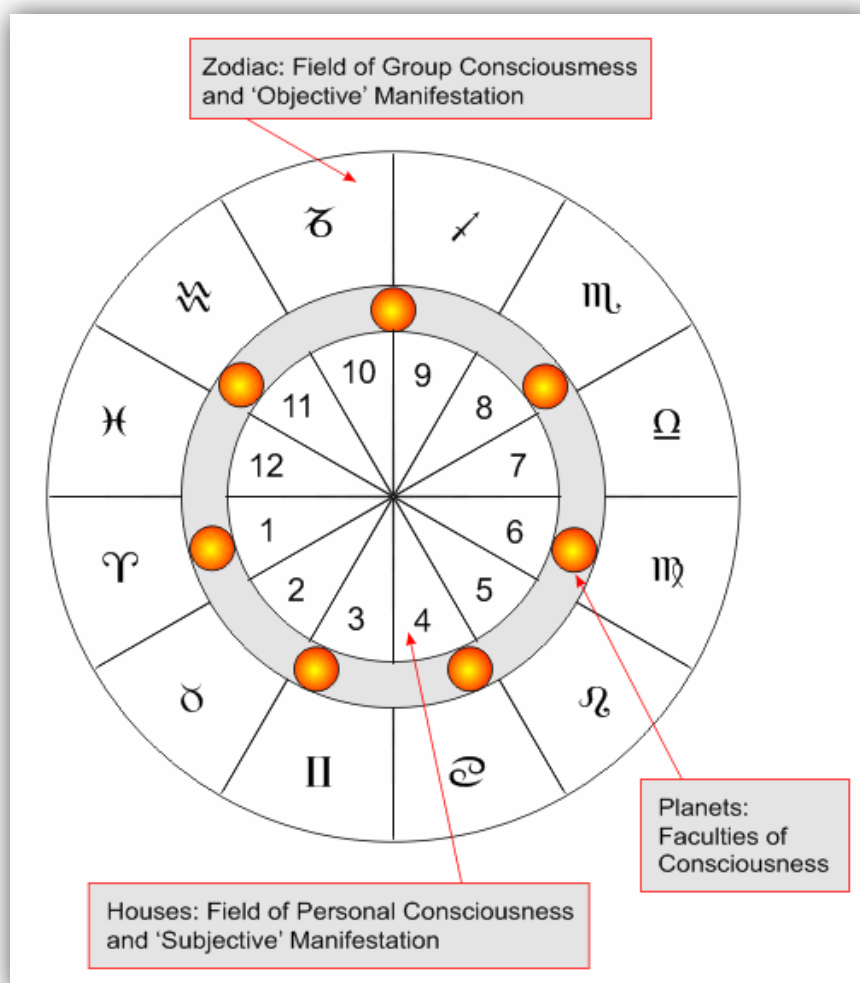 Zodiac: Field of Group Consciousmess
and ‘Objective’ Manifestation
♑ ♐
♒ ♏
10 9
11 8
♓ ♎
12 7
1 6
♈ ♍
2 5
3 4
♉ ♌
♊ ♋
Planets:
Faculties of
Consciousness
Houses: Field of Personal Consciousness
and ‘Subjective’ Manifestation